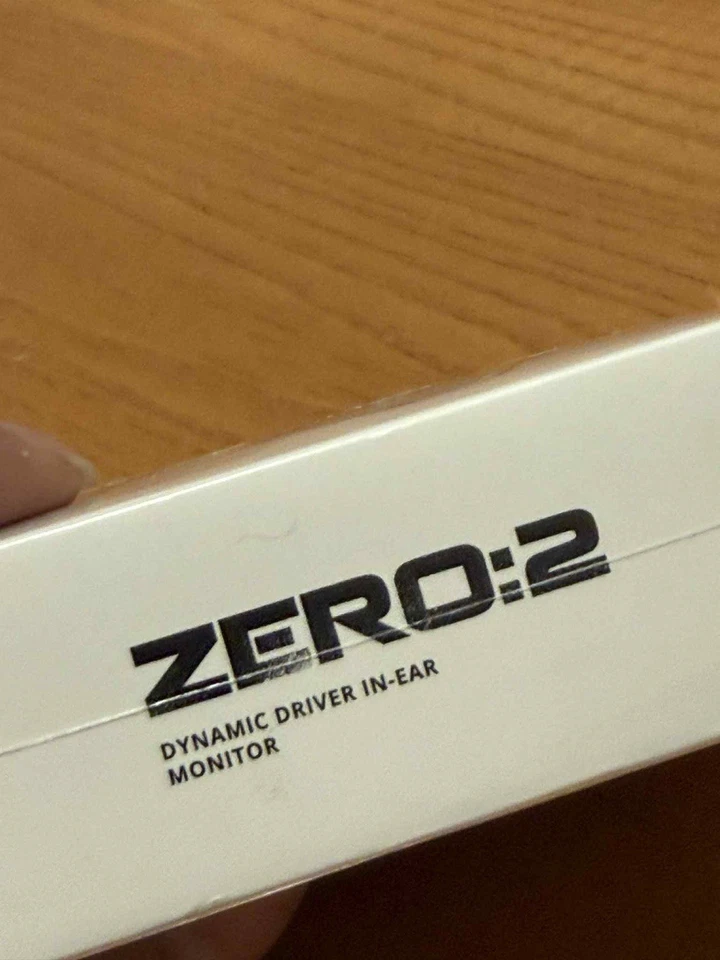 ZERO:2
DYNAMIC DRIVER IN-EAR
MONITOR